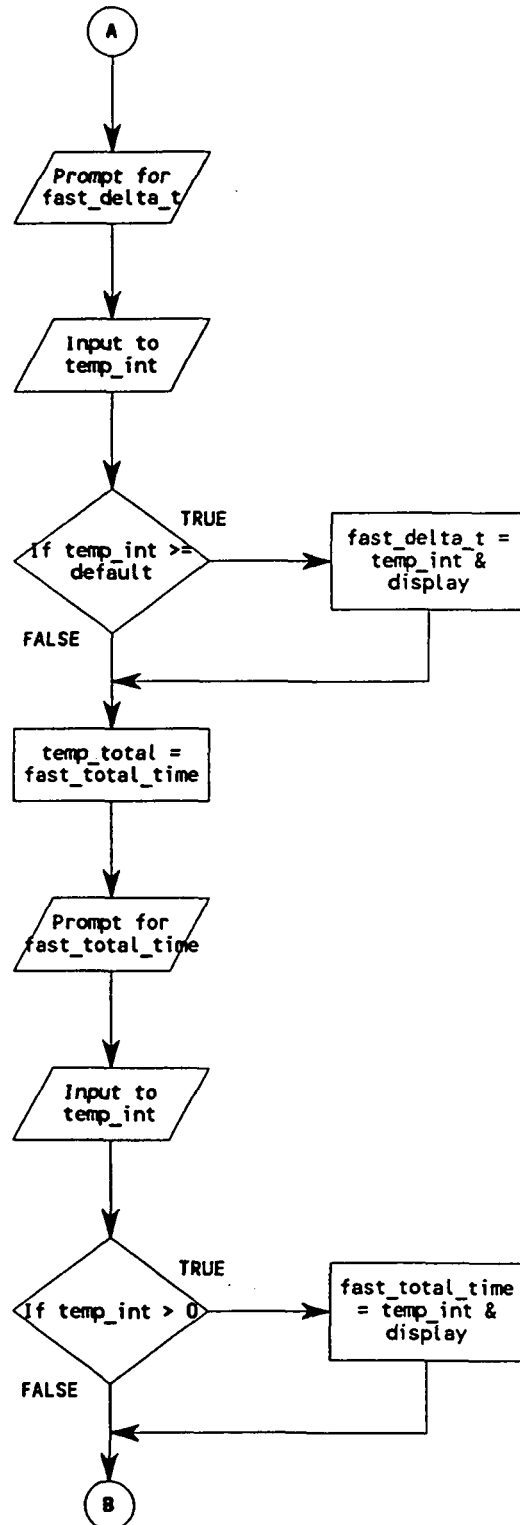 A
Prompt for
fast_delta_t
Input to
temp_int
TRUE
If temp_int >=
default
fast_delta_t =
temp_int &
display
FALSE
temp_total =
fast_total_time
Prompt for
fast_total_time
Input to
temp_int
TRUE
If temp_int > 0
fast_total_time
= temp_int &
display
FALSE
B